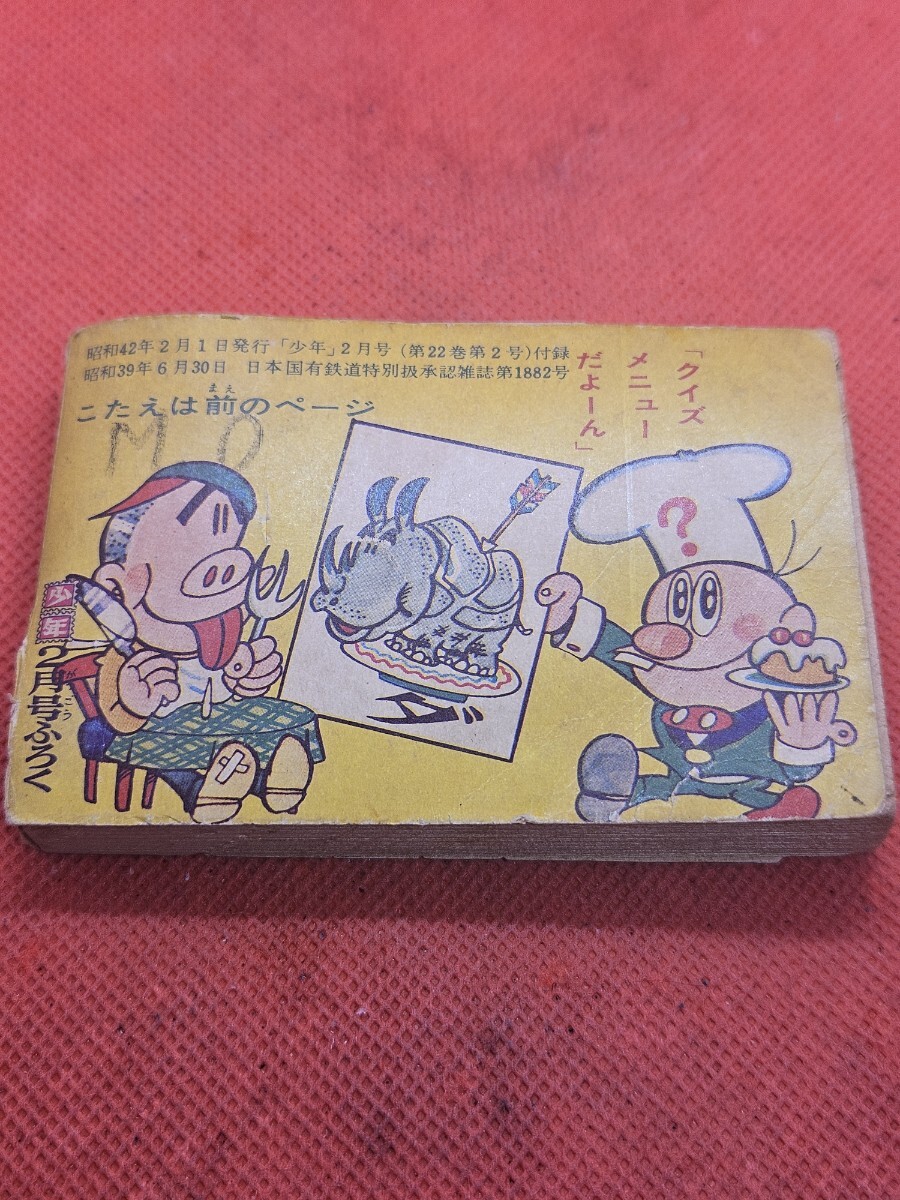 昭和42年2月1日発行「少年」2月号(第22巻第2号)付録
昭和39年6月30日 日本国有鉄道特別扱承認雑誌第1882号
まえ
こたえは前のページ
M.O
「クイズ
メニュー
だよーん」
?
少年
2月号ふろく
がつごう